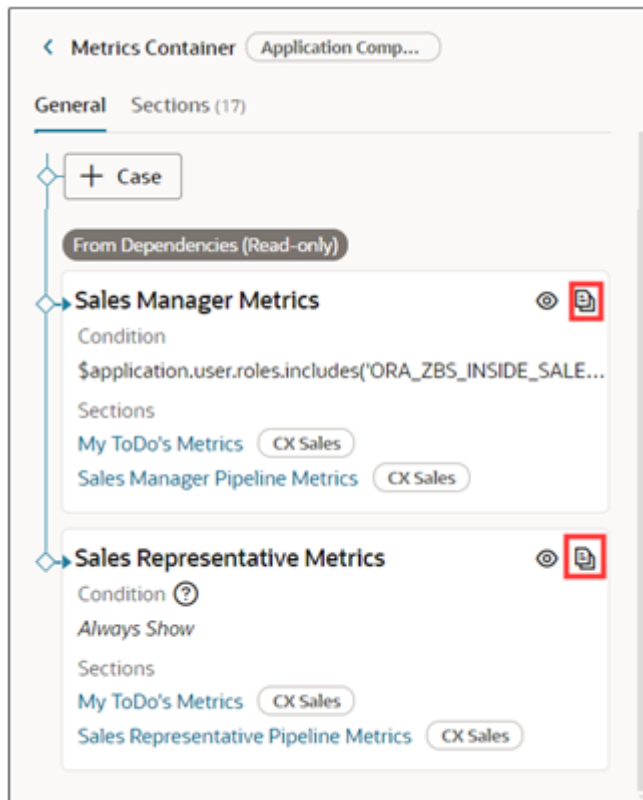 Metrics Container Application Comp...
General Sections (17)
+ Case
From Dependencies (Read-only)
Sales Manager Metrics
Condition
$application.user.roles.includes('ORA_ZBS_INSIDE_SALE...
Sections
My ToDo's Metrics CX Sales
Sales Manager Pipeline Metrics CX Sales
Sales Representative Metrics
Condition ?
Always Show
Sections
My ToDo's Metrics CX Sales
Sales Representative Pipeline Metrics CX Sales